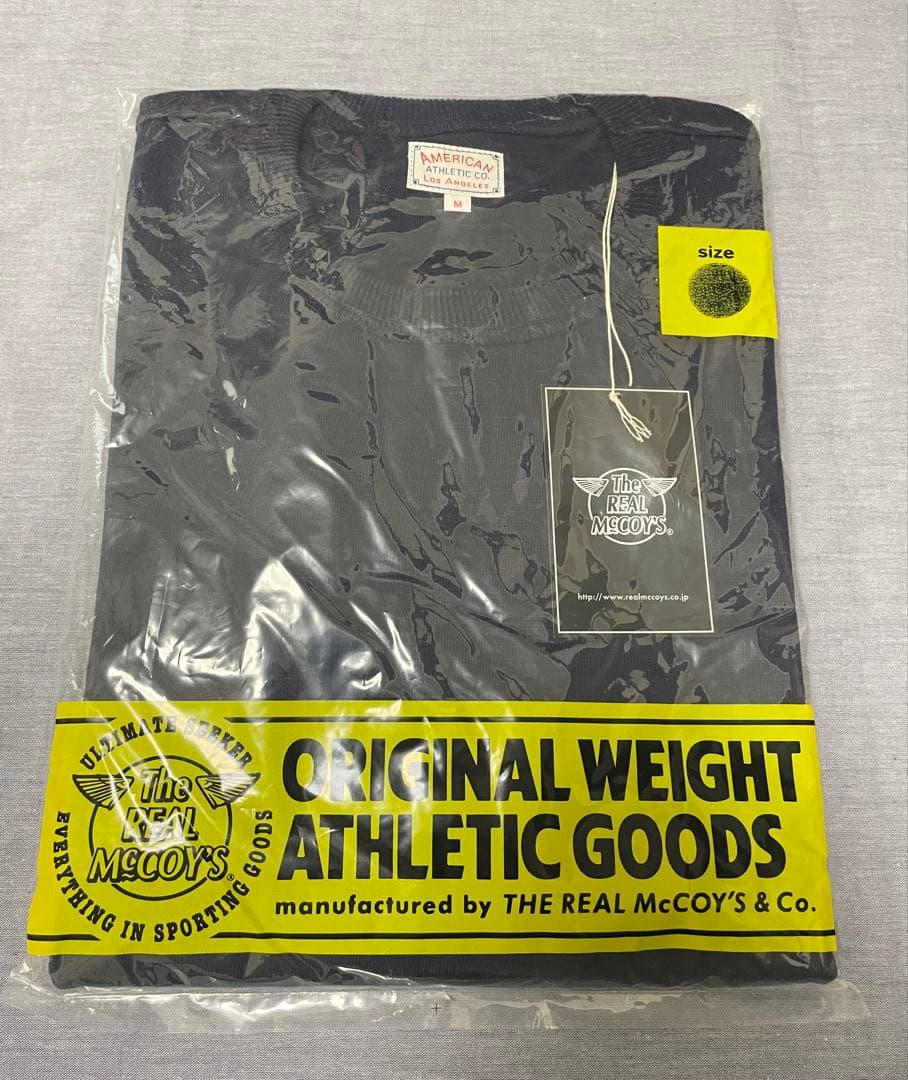 AMERICAN
ATHLETIC CO.
LOS ANGELES
M
size
The
REAL
McCOY'S®
http://www.realmccoys.co.jp
ULTIMATE SEEKER
The
REAL
McCOY'S®
EVERYTHING IN SPORTING GOODS
ORIGINAL WEIGHT
ATHLETIC GOODS
manufactured by THE REAL McCOY'S & Co.